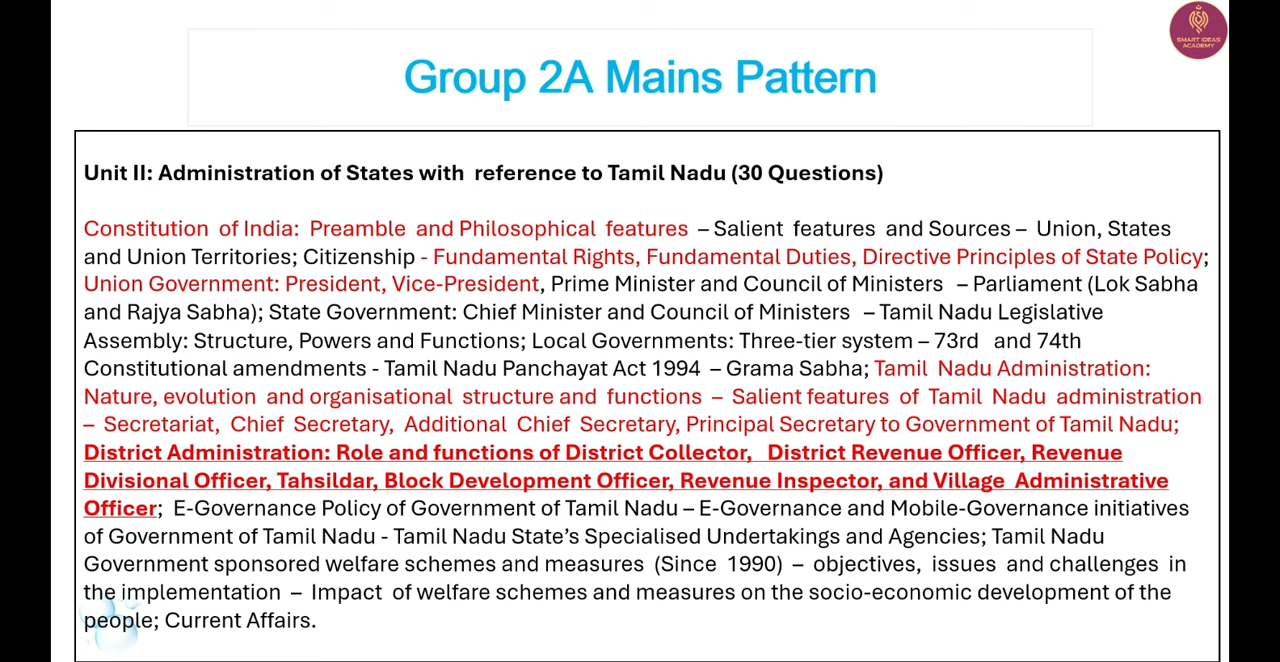 SMART IDEAS
ACADEMY
Group 2A Mains Pattern
Unit II: Administration of States with reference to Tamil Nadu (30 Questions)
Constitution of India: Preamble and Philosophical features – Salient features and Sources – Union, States
and Union Territories; Citizenship - Fundamental Rights, Fundamental Duties, Directive Principles of State Policy;
Union Government: President, Vice-President, Prime Minister and Council of Ministers – Parliament (Lok Sabha
and Rajya Sabha); State Government: Chief Minister and Council of Ministers – Tamil Nadu Legislative
Assembly: Structure, Powers and Functions; Local Governments: Three-tier system – 73rd and 74th
Constitutional amendments - Tamil Nadu Panchayat Act 1994 – Grama Sabha; Tamil Nadu Administration:
Nature, evolution and organisational structure and functions – Salient features of Tamil Nadu administration
– Secretariat, Chief Secretary, Additional Chief Secretary, Principal Secretary to Government of Tamil Nadu;
District Administration: Role and functions of District Collector, District Revenue Officer, Revenue
Divisional Officer, Tahsildar, Block Development Officer, Revenue Inspector, and Village Administrative
Officer; E-Governance Policy of Government of Tamil Nadu – E-Governance and Mobile-Governance initiatives
of Government of Tamil Nadu - Tamil Nadu State’s Specialised Undertakings and Agencies; Tamil Nadu
Government sponsored welfare schemes and measures (Since 1990) – objectives, issues and challenges in
the implementation – Impact of welfare schemes and measures on the socio-economic development of the
people; Current Affairs.